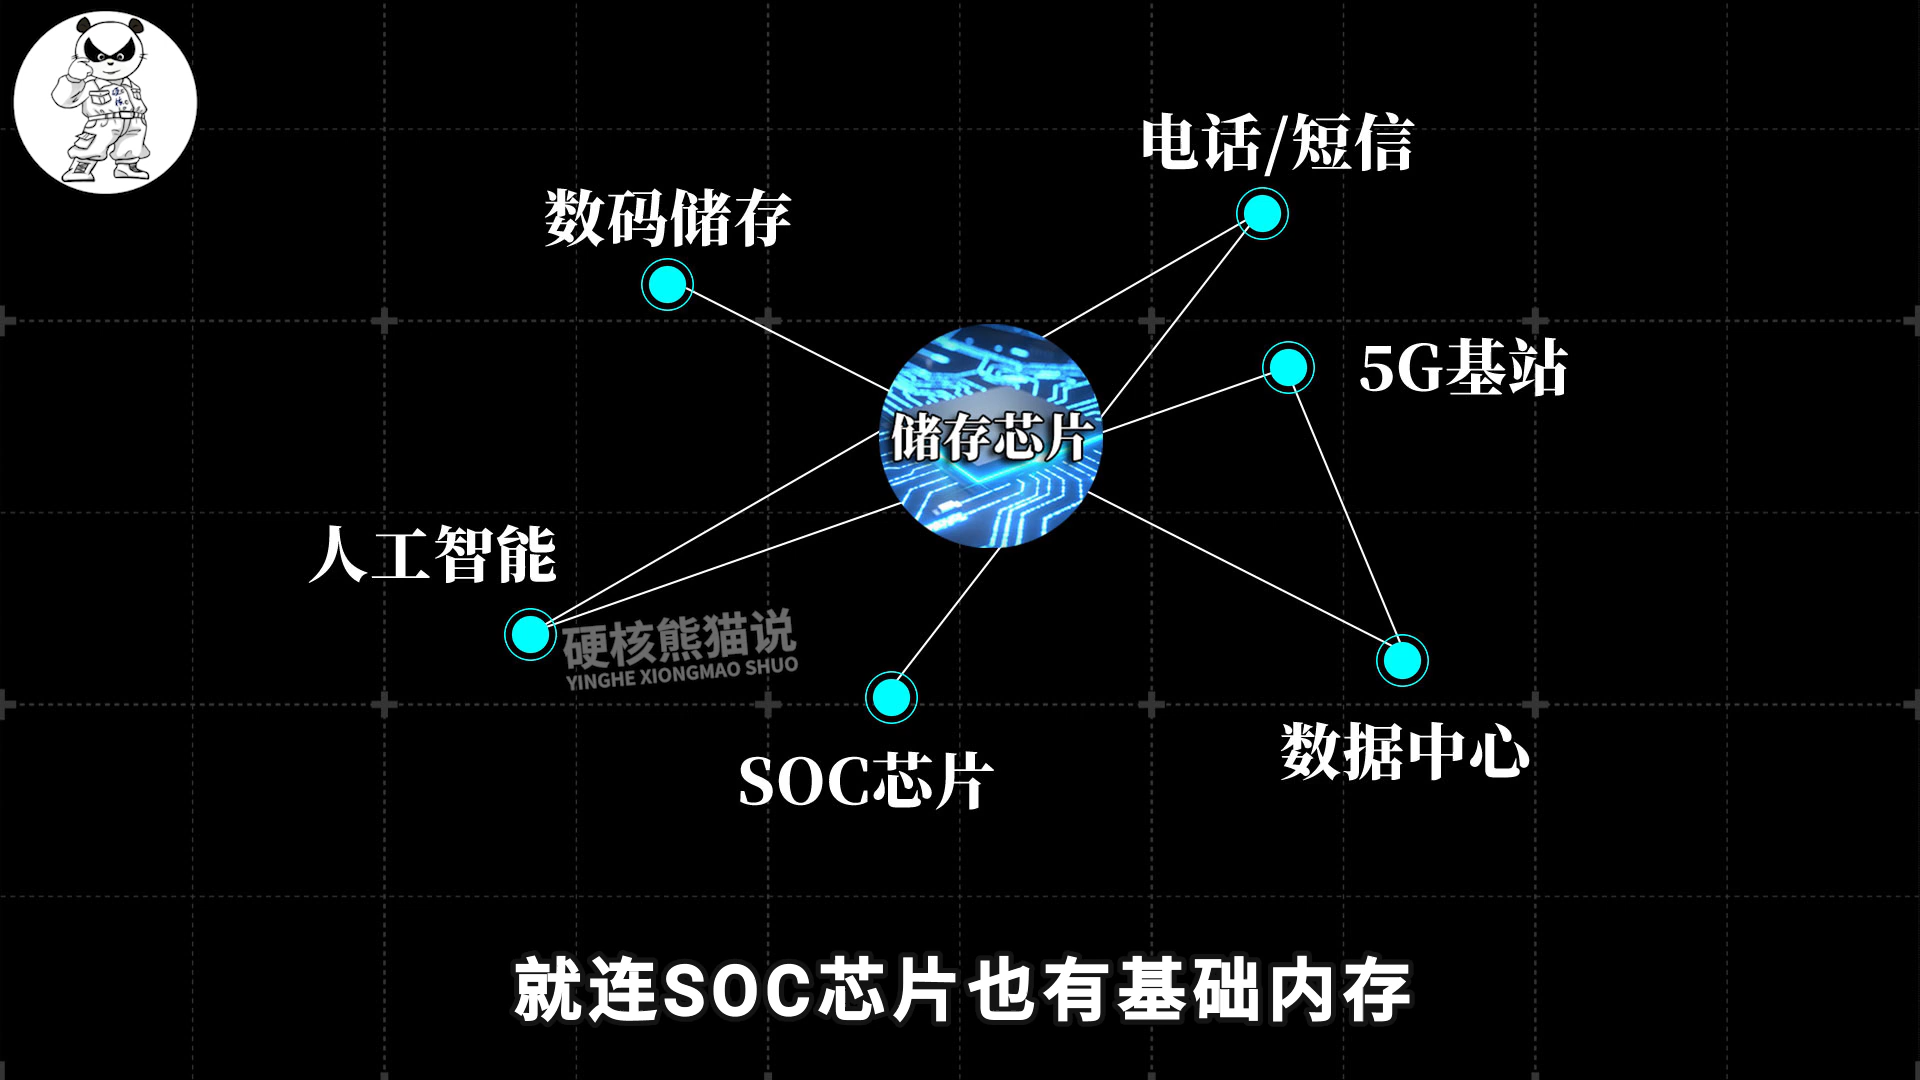 电话/短信
数码储存
5G基站
储存芯片
人工智能
硬核熊猫说
YINGHE XIONGMAO SHUO
数据中心
SOC芯片
就连SOC芯片也有基础内存